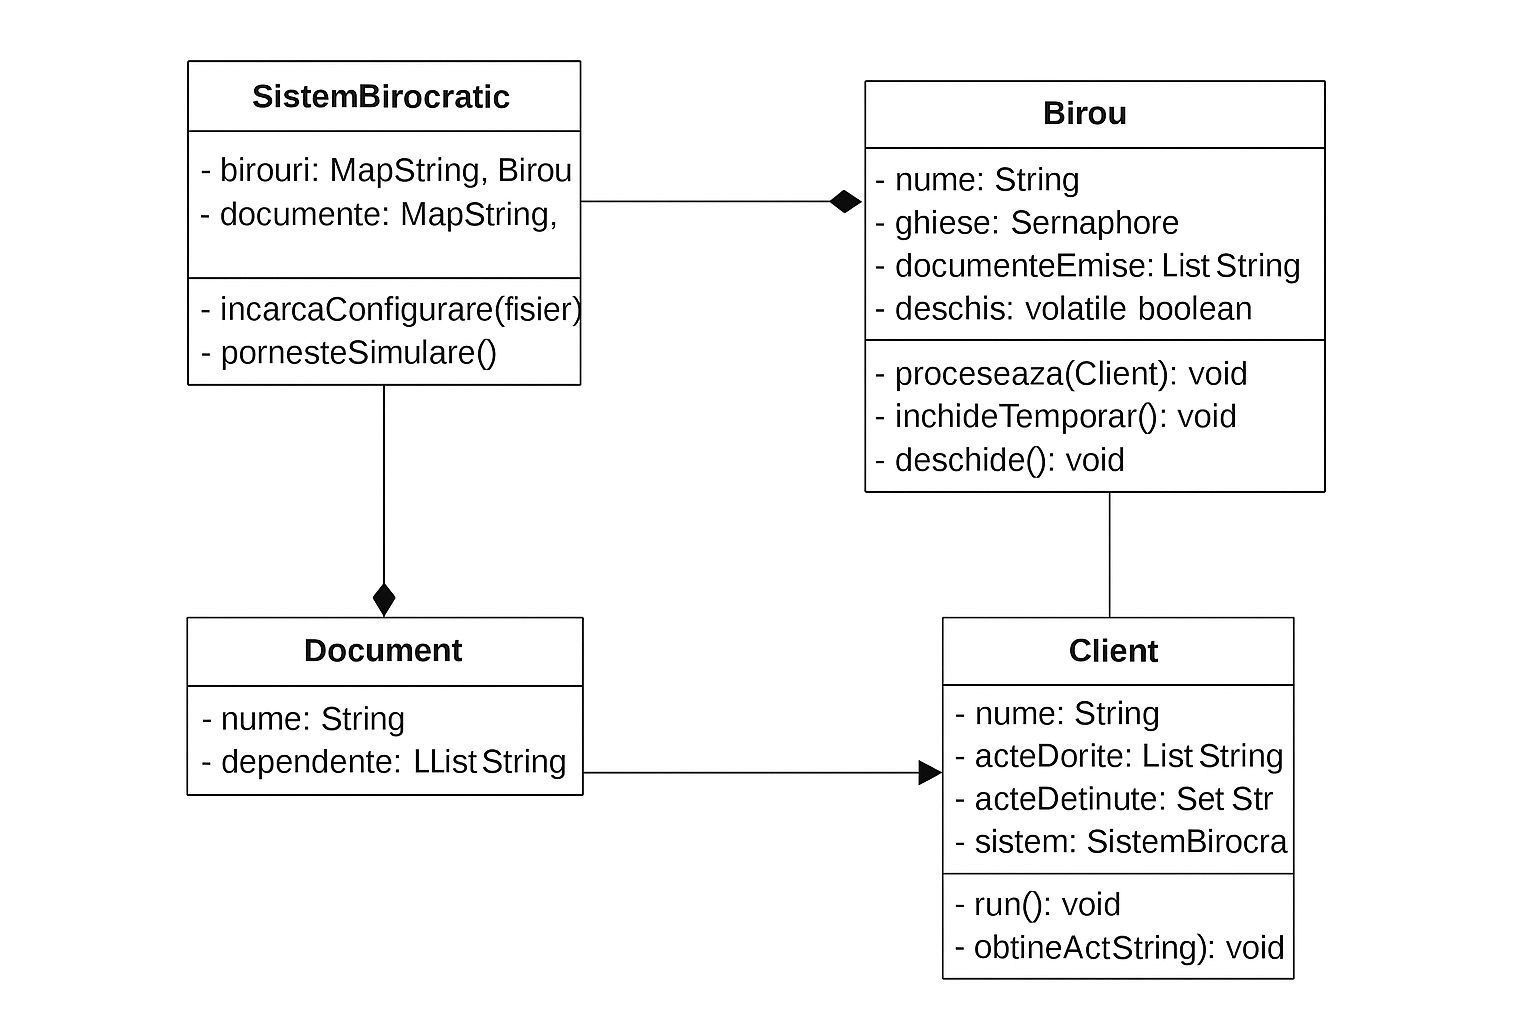 SistemBirocratic
- birouri: MapString, Birou
- documente: MapString,
- incarcaConfigurare(fisier)
- pornesteSimulare()
Birou
- nume: String
- ghiese: Sernaphore
- documenteEmise: List String
- deschis: volatile boolean
- proceseaza(Client): void
- inchideTemporar(): void
- deschide(): void
Document
- nume: String
- dependente: LList String
Client
- nume: String
- acteDorite: List String
- acteDetinute: Set Str
- sistem: SistemBirocra
- run(): void
- obtineActString): void